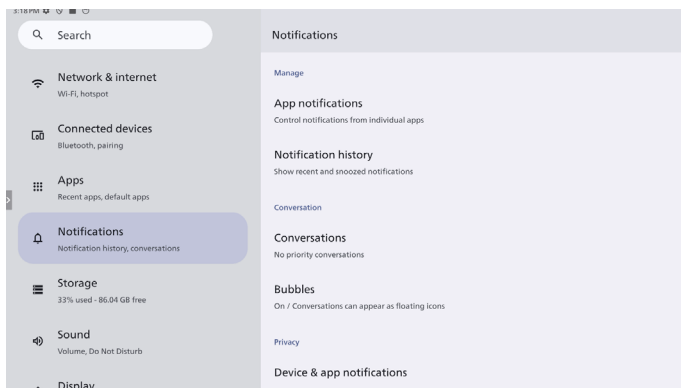 3:18 PM
Search
Network & internet
Wi-Fi, hotspot
Connected devices
Bluetooth, pairing
Apps
Recent apps, default apps
Notifications
Notification history, conversations
Storage
33% used - 86.04 GB free
Sound
Volume, Do Not Disturb
Display
Notifications
Manage
App notifications
Control notifications from individual apps
Notification history
Show recent and snoozed notifications
Conversation
Conversations
No priority conversations
Bubbles
On / Conversations can appear as floating icons
Privacy
Device & app notifications